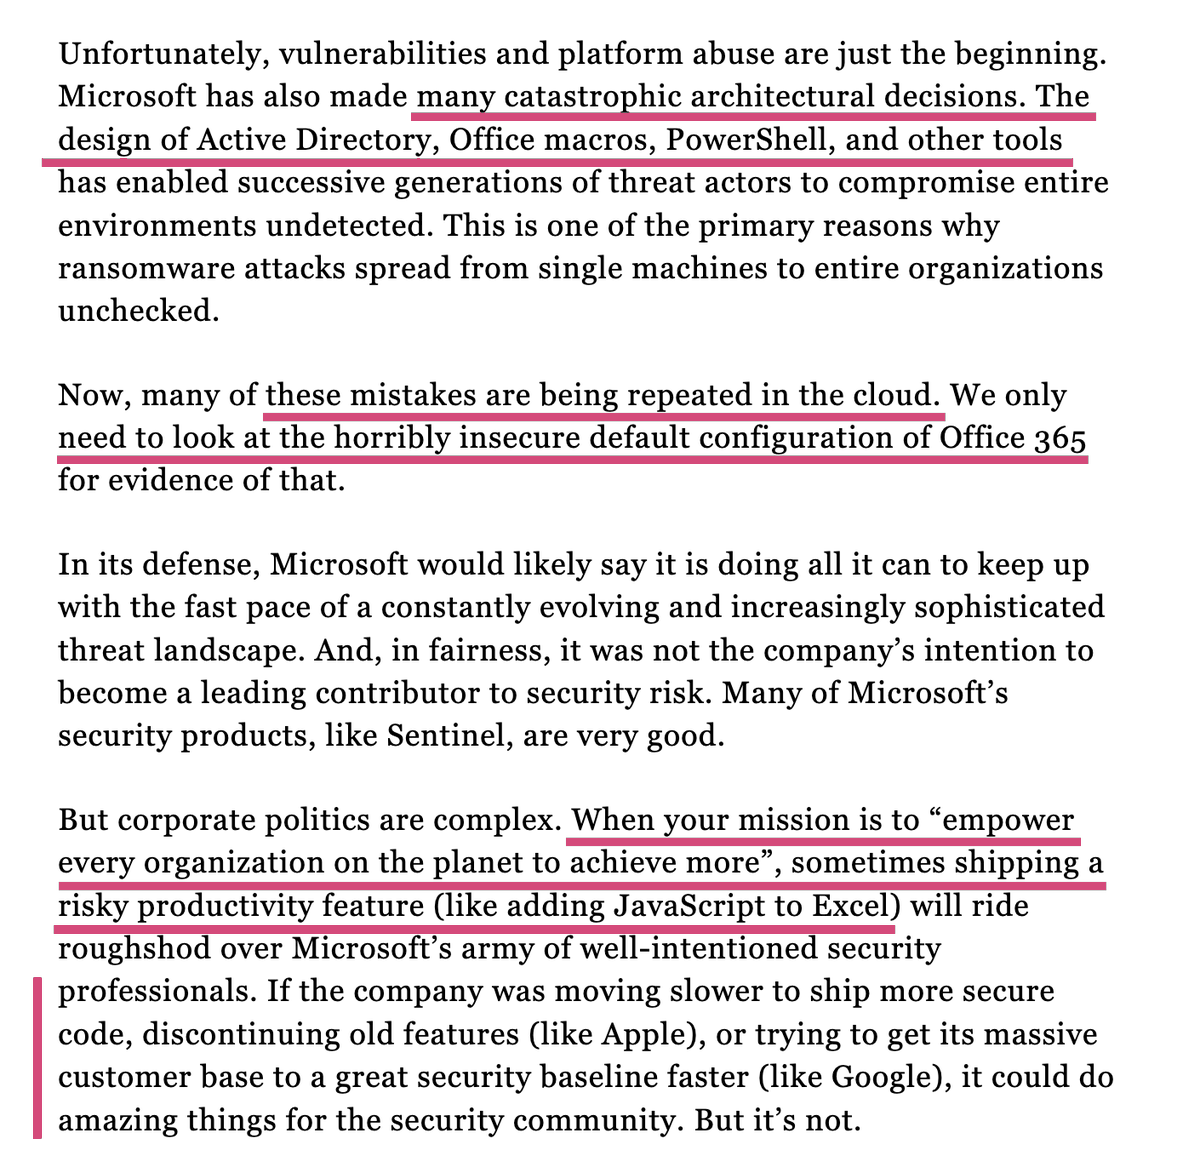 Unfortunately, vulnerabilities and platform abuse are just the beginning.
Microsoft has also made many catastrophic architectural decisions. The
design of Active Directory, Office macros, PowerShell, and other tools
has enabled successive generations of threat actors to compromise entire
environments undetected. This is one of the primary reasons why
ransomware attacks spread from single machines to entire organizations
unchecked.
Now, many of these mistakes are being repeated in the cloud. We only
need to look at the horribly insecure default configuration of Office 365
for evidence of that.
In its defense, Microsoft would likely say it is doing all it can to keep up
with the fast pace of a constantly evolving and increasingly sophisticated
threat landscape. And, in fairness, it was not the company’s intention to
become a leading contributor to security risk. Many of Microsoft’s
security products, like Sentinel, are very good.
But corporate politics are complex. When your mission is to “empower
every organization on the planet to achieve more”, sometimes shipping a
risky productivity feature (like adding JavaScript to Excel) will ride
roughshod over Microsoft’s army of well-intentioned security
professionals. If the company was moving slower to ship more secure
code, discontinuing old features (like Apple), or trying to get its massive
customer base to a great security baseline faster (like Google), it could do
amazing things for the security community. But it’s not.